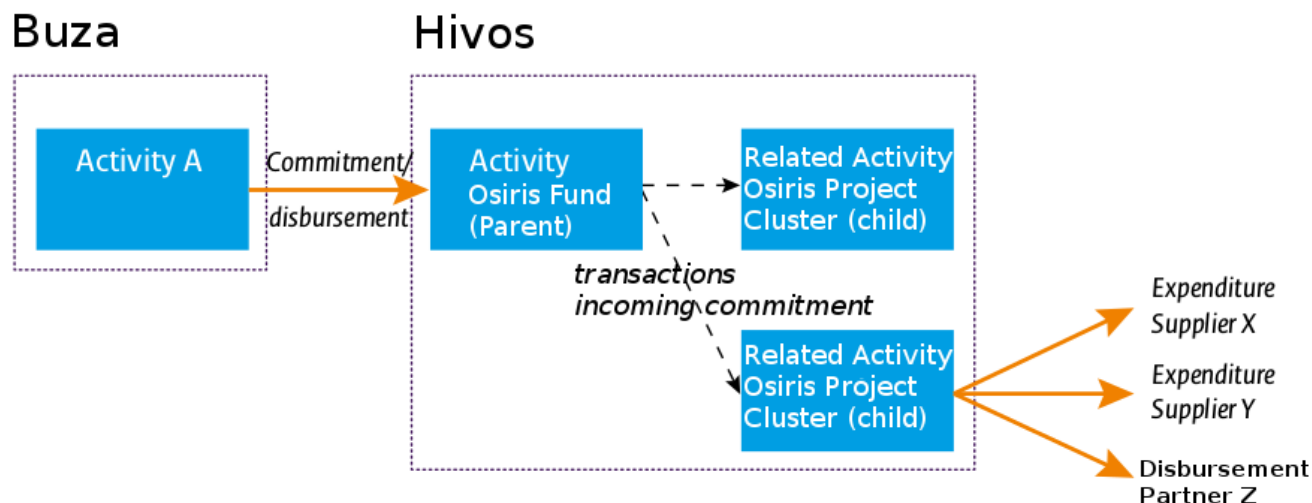 Buza
Hivos
Activity A
Commitment/
disbursement
Activity
Osiris Fund
(Parent)
Related Activity
Osiris Project
Cluster (child)
transactions
incoming commitment
Related Activity
Osiris Project
Cluster (child)
Expenditure
Supplier X
Expenditure
Supplier Y
Disbursement
Partner Z